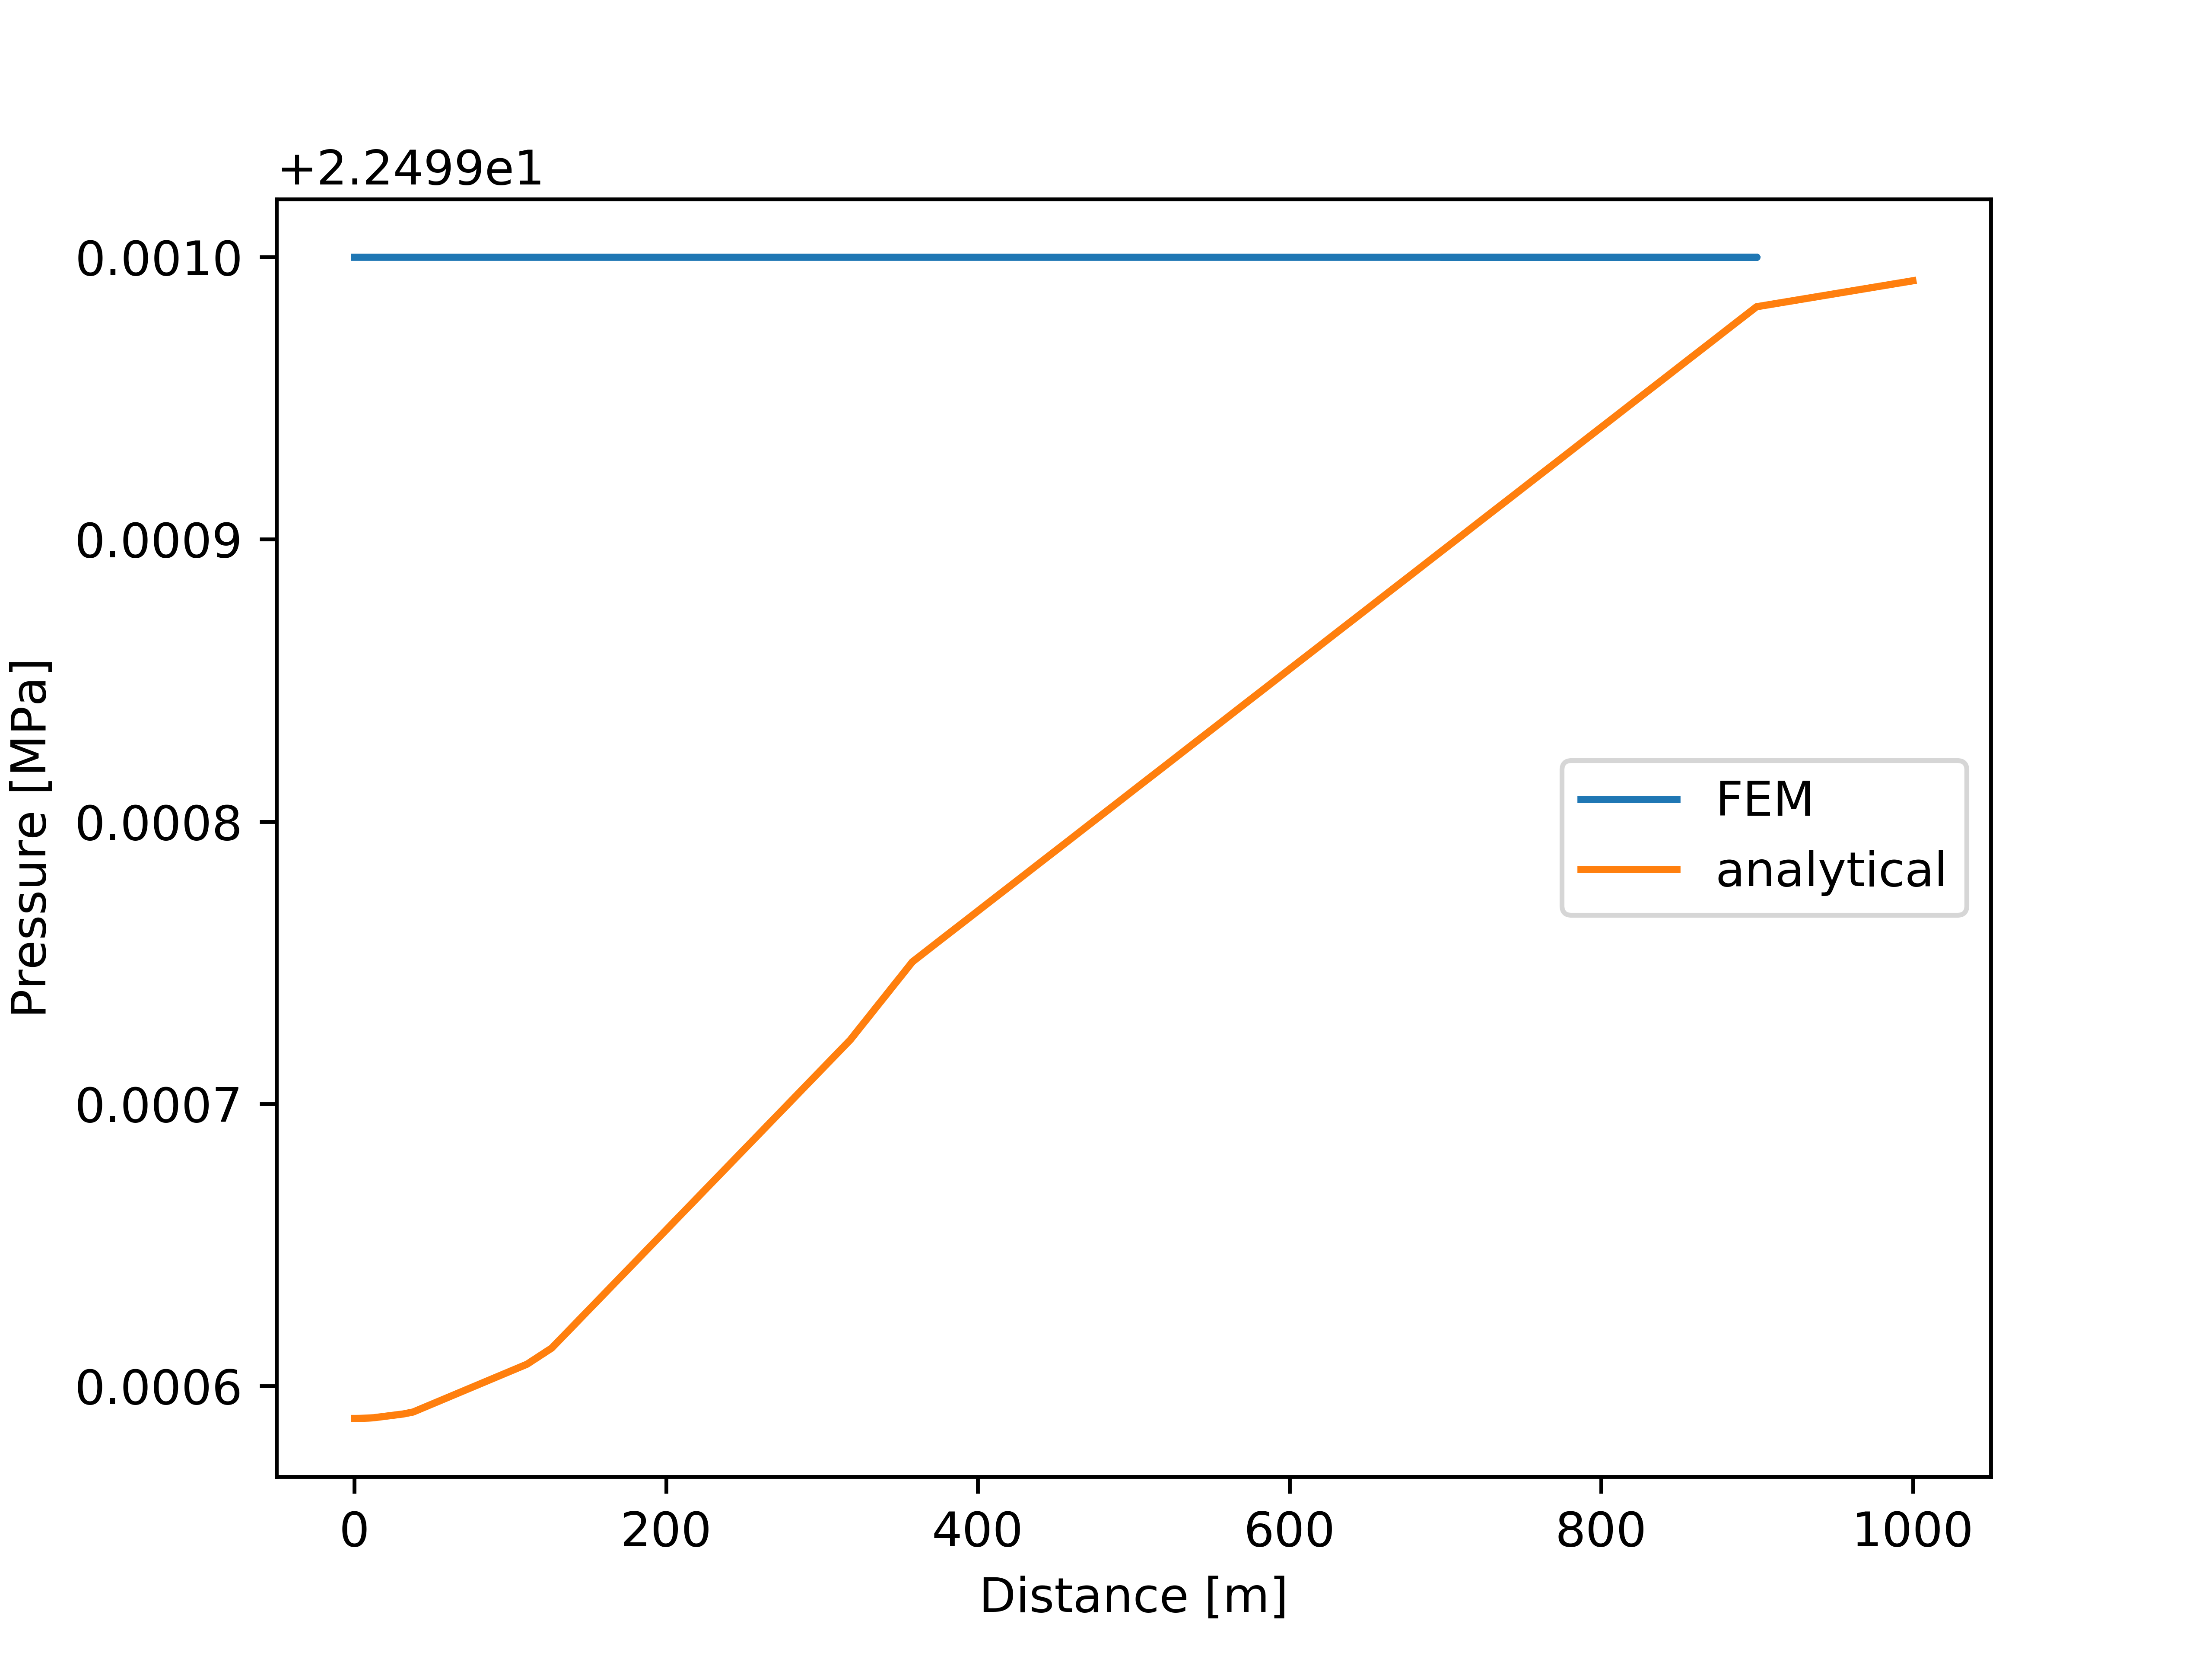 +2.2499e1
0.0010
0.0009
0.0008
0.0007
0.0006
Pressure [MPa]
FEM
analytical
0 200 400 600 800 1000
Distance [m]